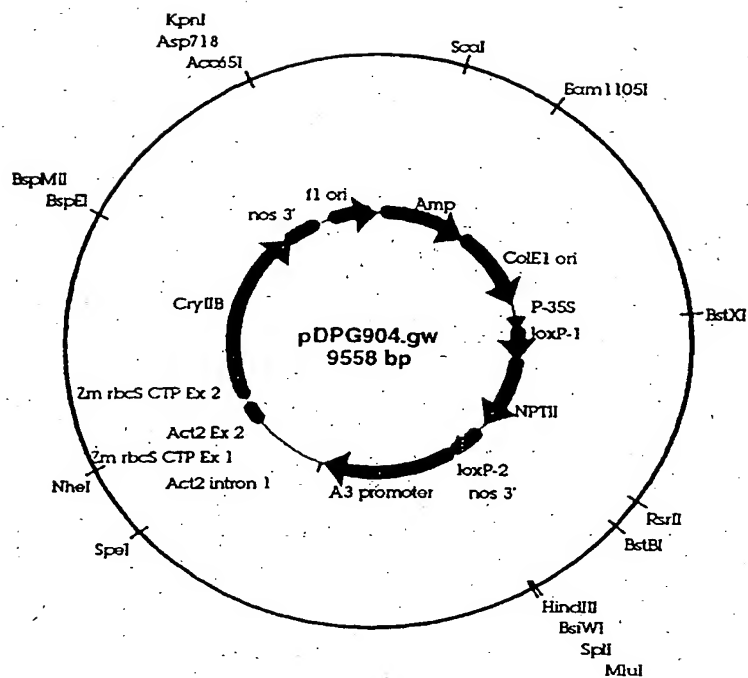 KpnI
Asp718
Acc65I
ScaI
Eam1105I
BspMII
BspEI
nos 3'
f1 ori
Amp
ColE1 ori
CryIIB
pDPG904.gw
9558 bp
P-35S
loxP-1
BstXI
Zm rbcS CTP Ex 2
NPTII
Act2 Ex 2
Zm rbcS CTP Ex 1
NheI
Act2 intron 1
A3 promoter
loxP-2
nos 3'
RsrII
BstBI
SpeI
HindIII
BsiWI
SplI
MluI